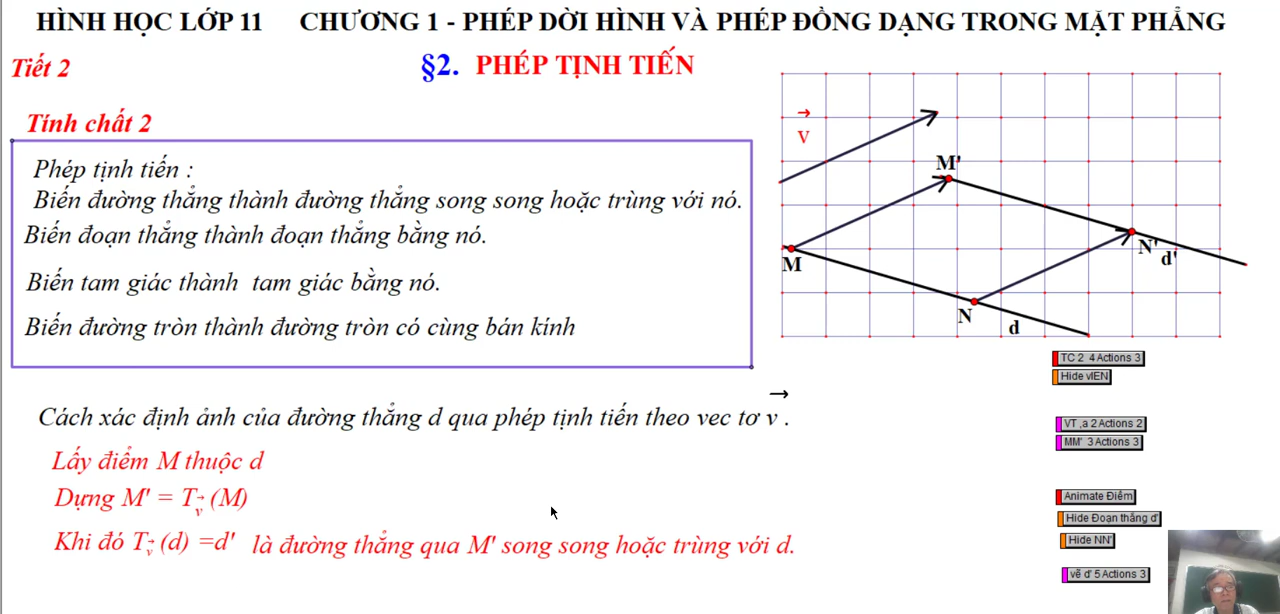 HÌNH HỌC LỚP 11 CHƯƠNG 1 - PHÉP DỜI HÌNH VÀ PHÉP ĐỒNG DẠNG TRONG MẶT PHẲNG
Tiết 2
§2. PHÉP TỊNH TIẾN
Tính chất 2
Phép tịnh tiến :
Biến đường thẳng thành đường thẳng song song hoặc trùng với nó.
Biến đoạn thẳng thành đoạn thẳng bằng nó.
Biến tam giác thành tam giác bằng nó.
Biến đường tròn thành đường tròn có cùng bán kính
v
M'
M
N'
d'
N
d
TC 2 4 Actions 3
Hide vIEN
VT ,a 2 Actions 2
MM' 3 Actions 3
Animate Điểm
Hide Đoạn thẳng d'
Hide NN'
vẽ d' 5 Actions 3
Cách xác định ảnh của đường thẳng d qua phép tịnh tiến theo vec tơ v .
Lấy điểm M thuộc d
Dựng M' = Tv (M)
Khi đó Tv (d) =d' là đường thẳng qua M' song song hoặc trùng với d.